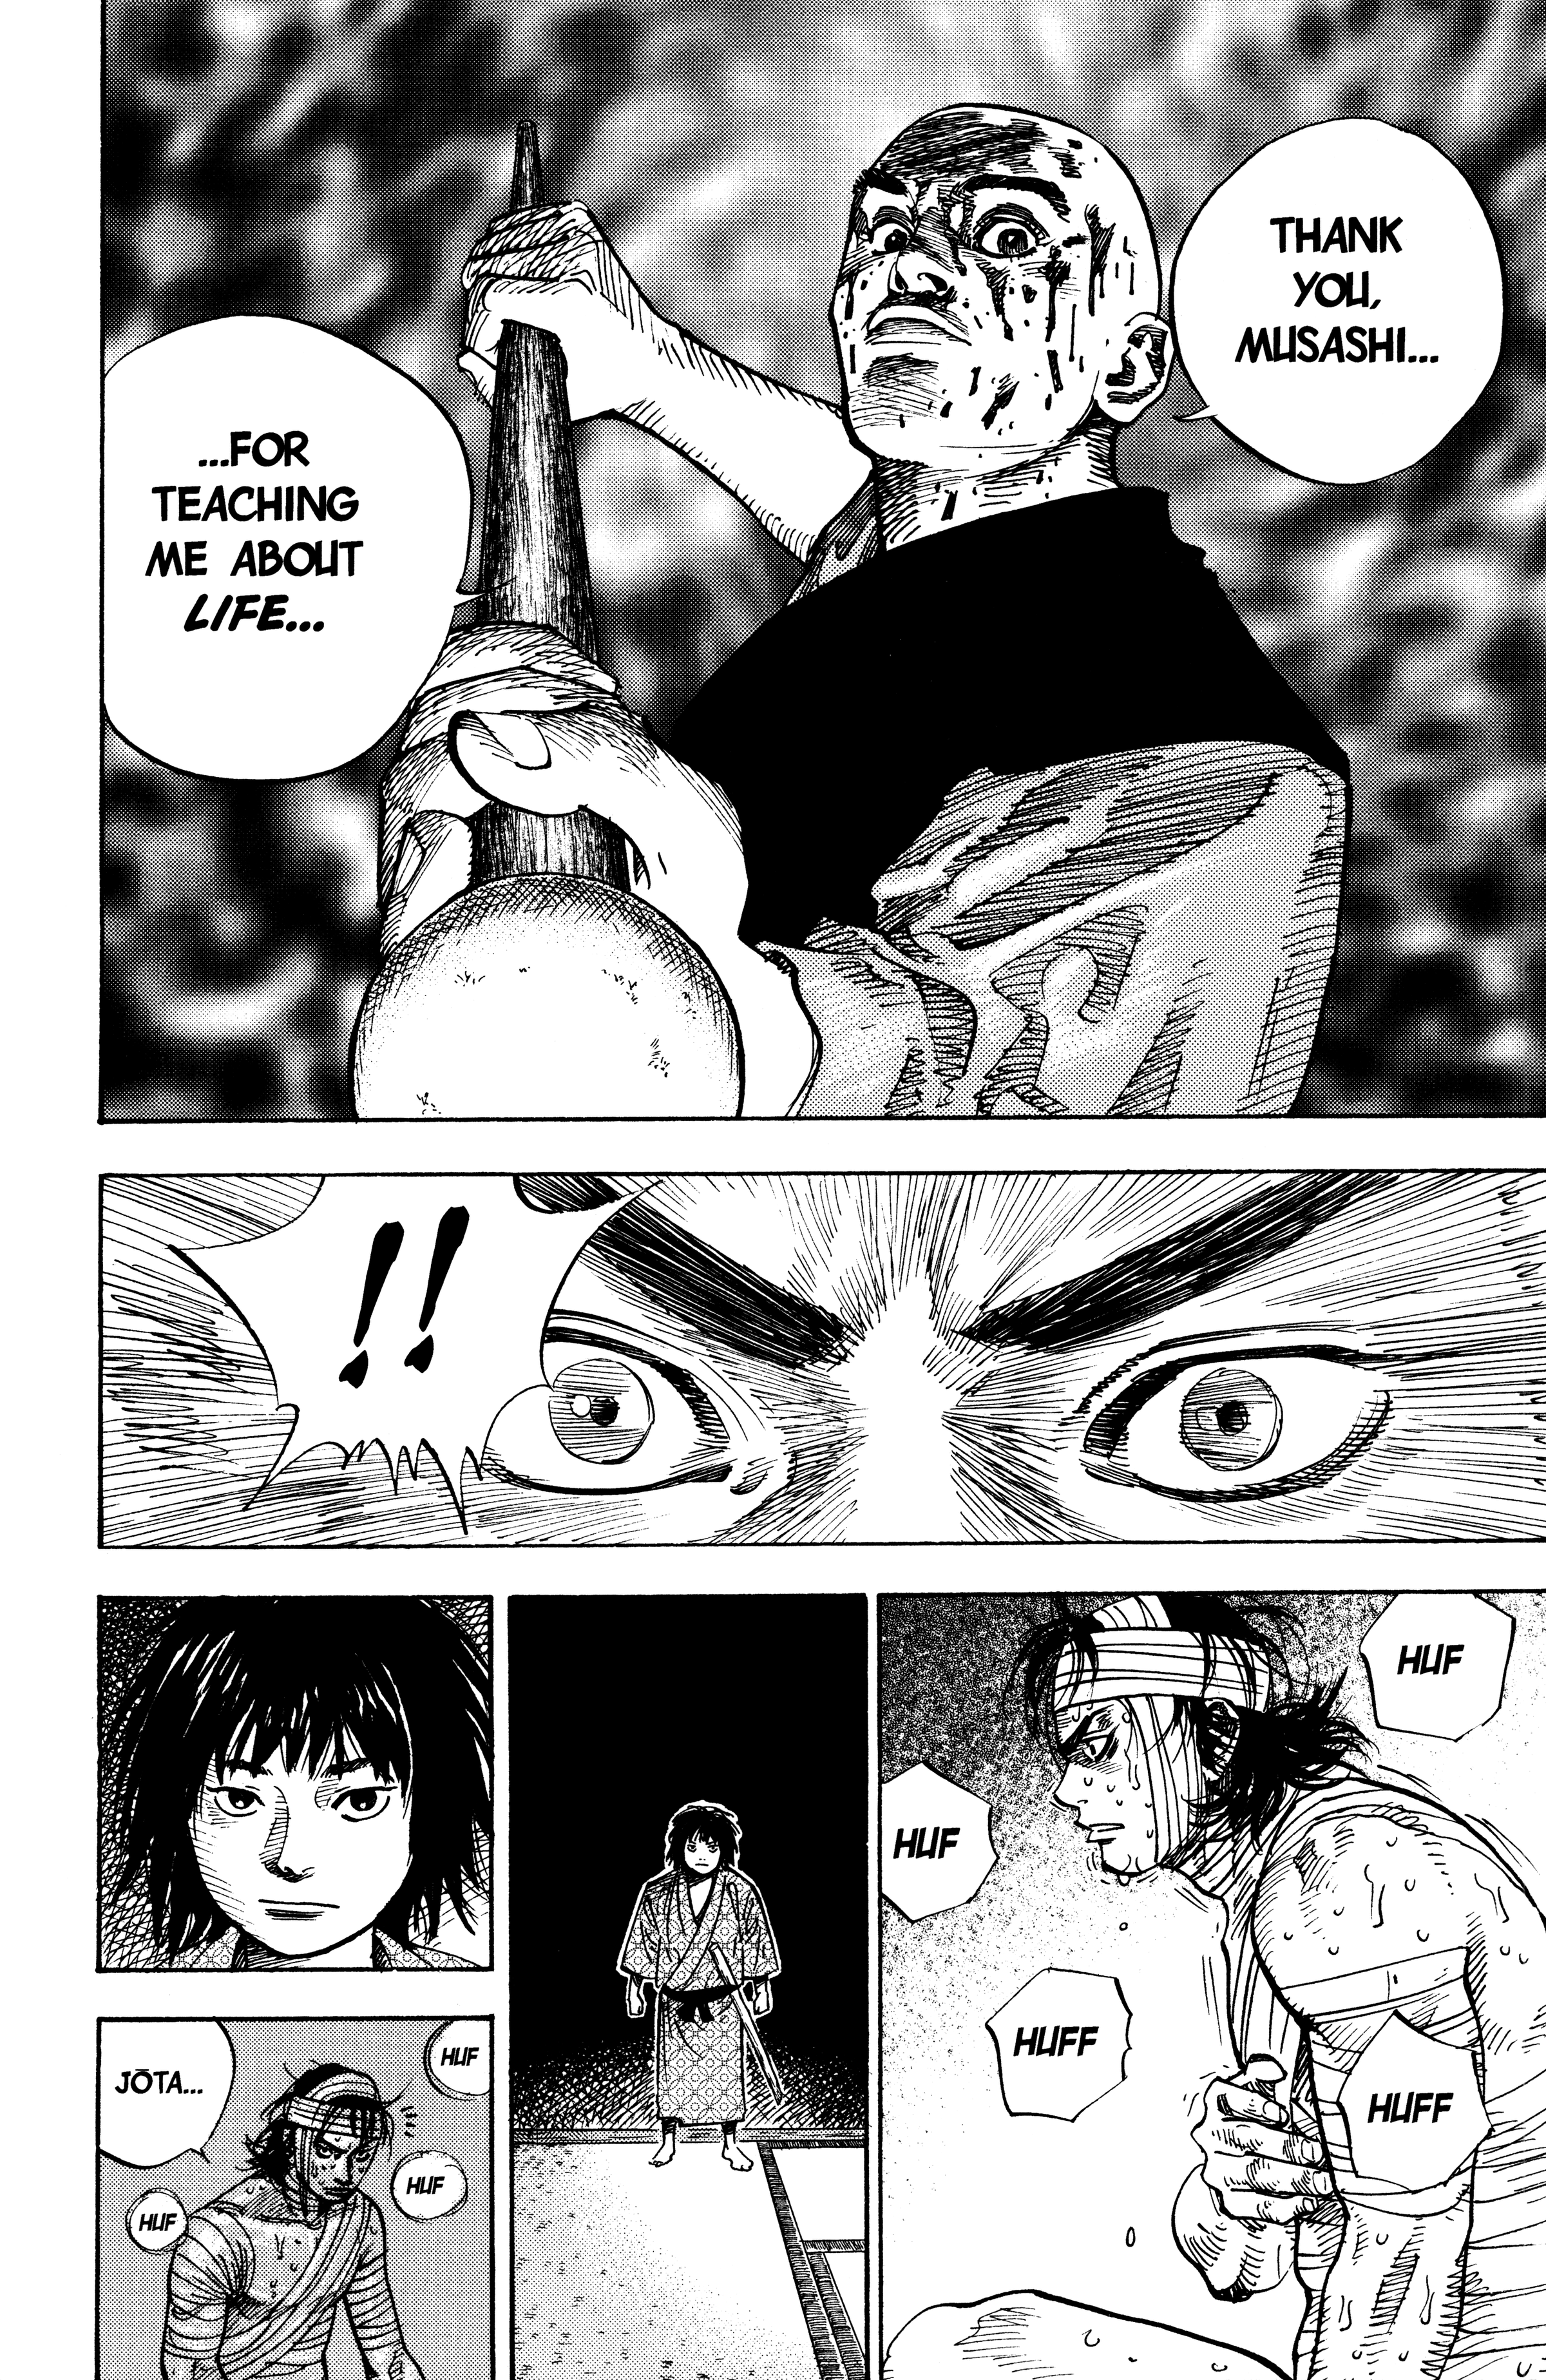 THANK
YOU,
MUSASHI...
...FOR
TEACHING
ME ABOUT
LIFE...
!!
HUF
HUF
HUFF
HUFF
JŌTA...
HUF
HUF
HUF